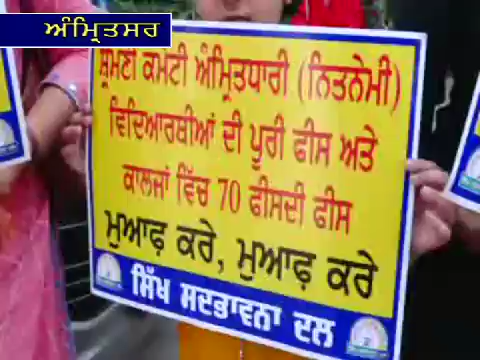 ਅੰਮ੍ਰਿਤਸਰ
ਸ਼੍ਰੋਮਣੀ ਕਮੇਟੀ ਅੰਮ੍ਰਿਤਧਾਰੀ (ਨਿਤਨੇਮੀ)
ਵਿਦਿਆਰਥੀਆਂ ਦੀ ਪੂਰੀ ਫੀਸ ਅਤੇ
ਕਾਲਜਾਂ ਵਿੱਚ 70 ਫੀਸਦੀ ਫੀਸ
ਮੁਆਫ਼ ਕਰੇ, ਮੁਆਫ਼ ਕਰੇ
ਸਿੱਖ ਸਦਭਾਵਨਾ ਦਲ